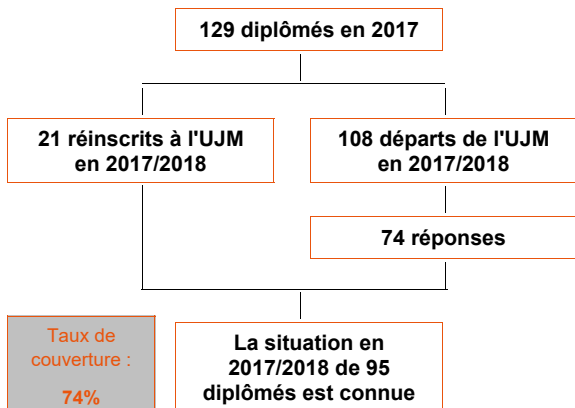 129 diplômés en 2017
21 réinscrits à l'UJM
en 2017/2018
108 départs de l'UJM
en 2017/2018
74 réponses
Taux de
couverture :
74%
La situation en
2017/2018 de 95
diplômés est connue